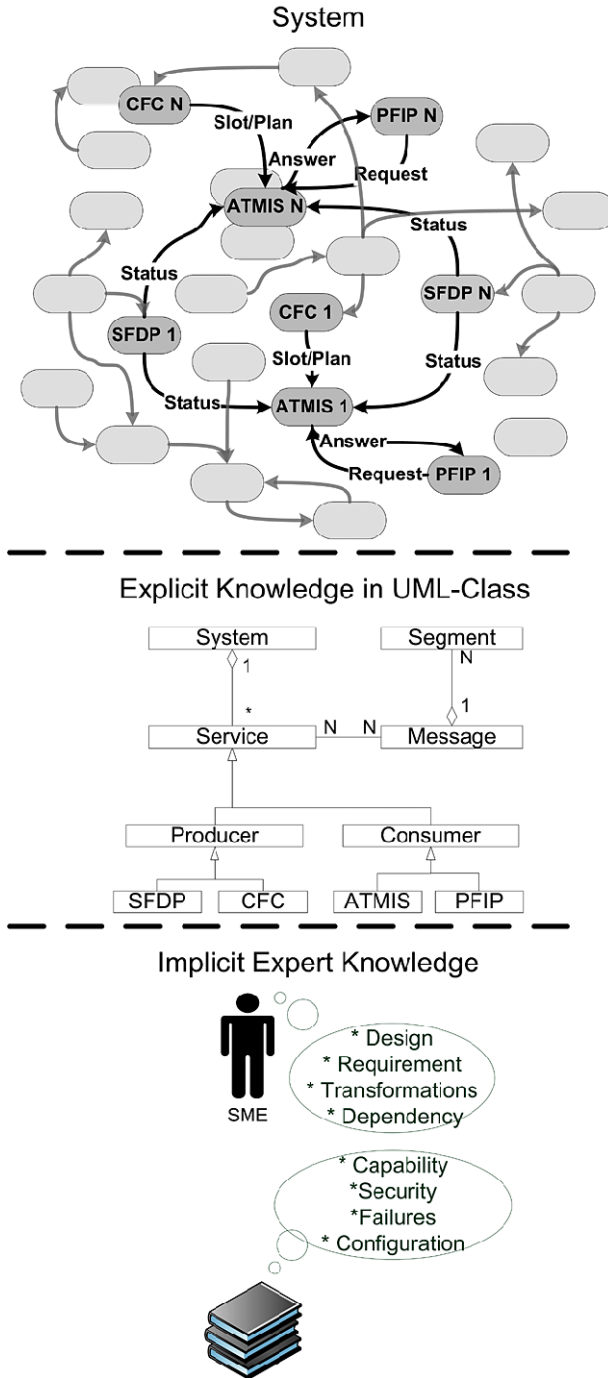 System
CFC N
PFIP N
Slot/Plan
Answer
Request
ATMIS N
Status
Status
SFDP N
CFC 1
SFDP 1
Slot/Plan
Status
Status
ATMIS 1
Answer
Request
PFIP 1
Explicit Knowledge in UML-Class
System
Segment
1
N
*
1
Service
N
N
Message
Producer
Consumer
SFDP
CFC
ATMIS
PFIP
Implicit Expert Knowledge
* Design
* Requirement
* Transformations
* Dependency
SME
* Capability
*Security
*Failures
* Configuration